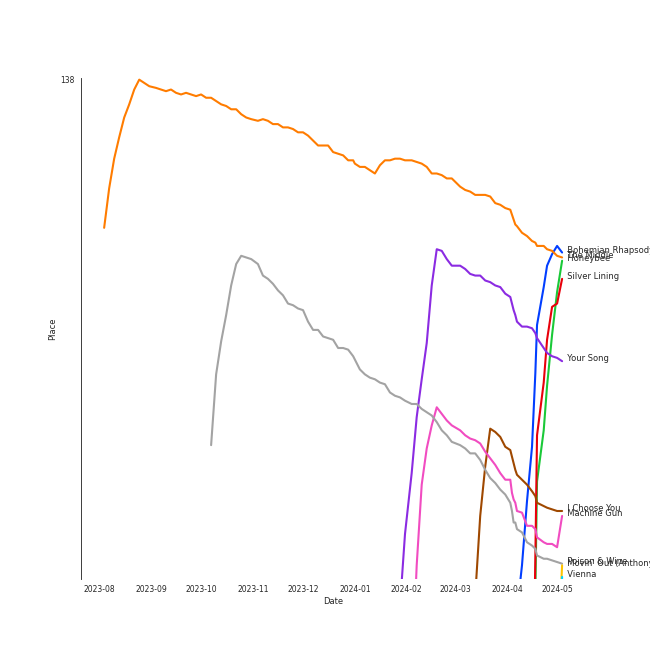 138
Place
Bohemian Rhapsody
The Middle
Honeybee
Silver Lining
Your Song
I Choose You
Machine Gun
Poison & Wine
Movin' Out (Anthony
Vienna
2023-08 2023-09 2023-10 2023-11 2023-12 2024-01 2024-02 2024-03 2024-04 2024-05
Date